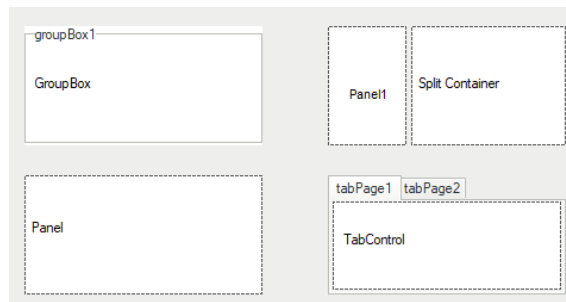 groupBox1
GroupBox
Panel1
Split Container
Panel
tabPage1 tabPage2
TabControl